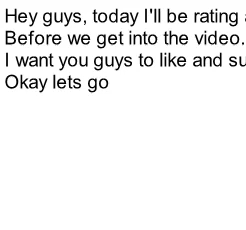 Hey guys, today I'll be rating
Before we get into the video.
I want you guys to like and
Okay lets go